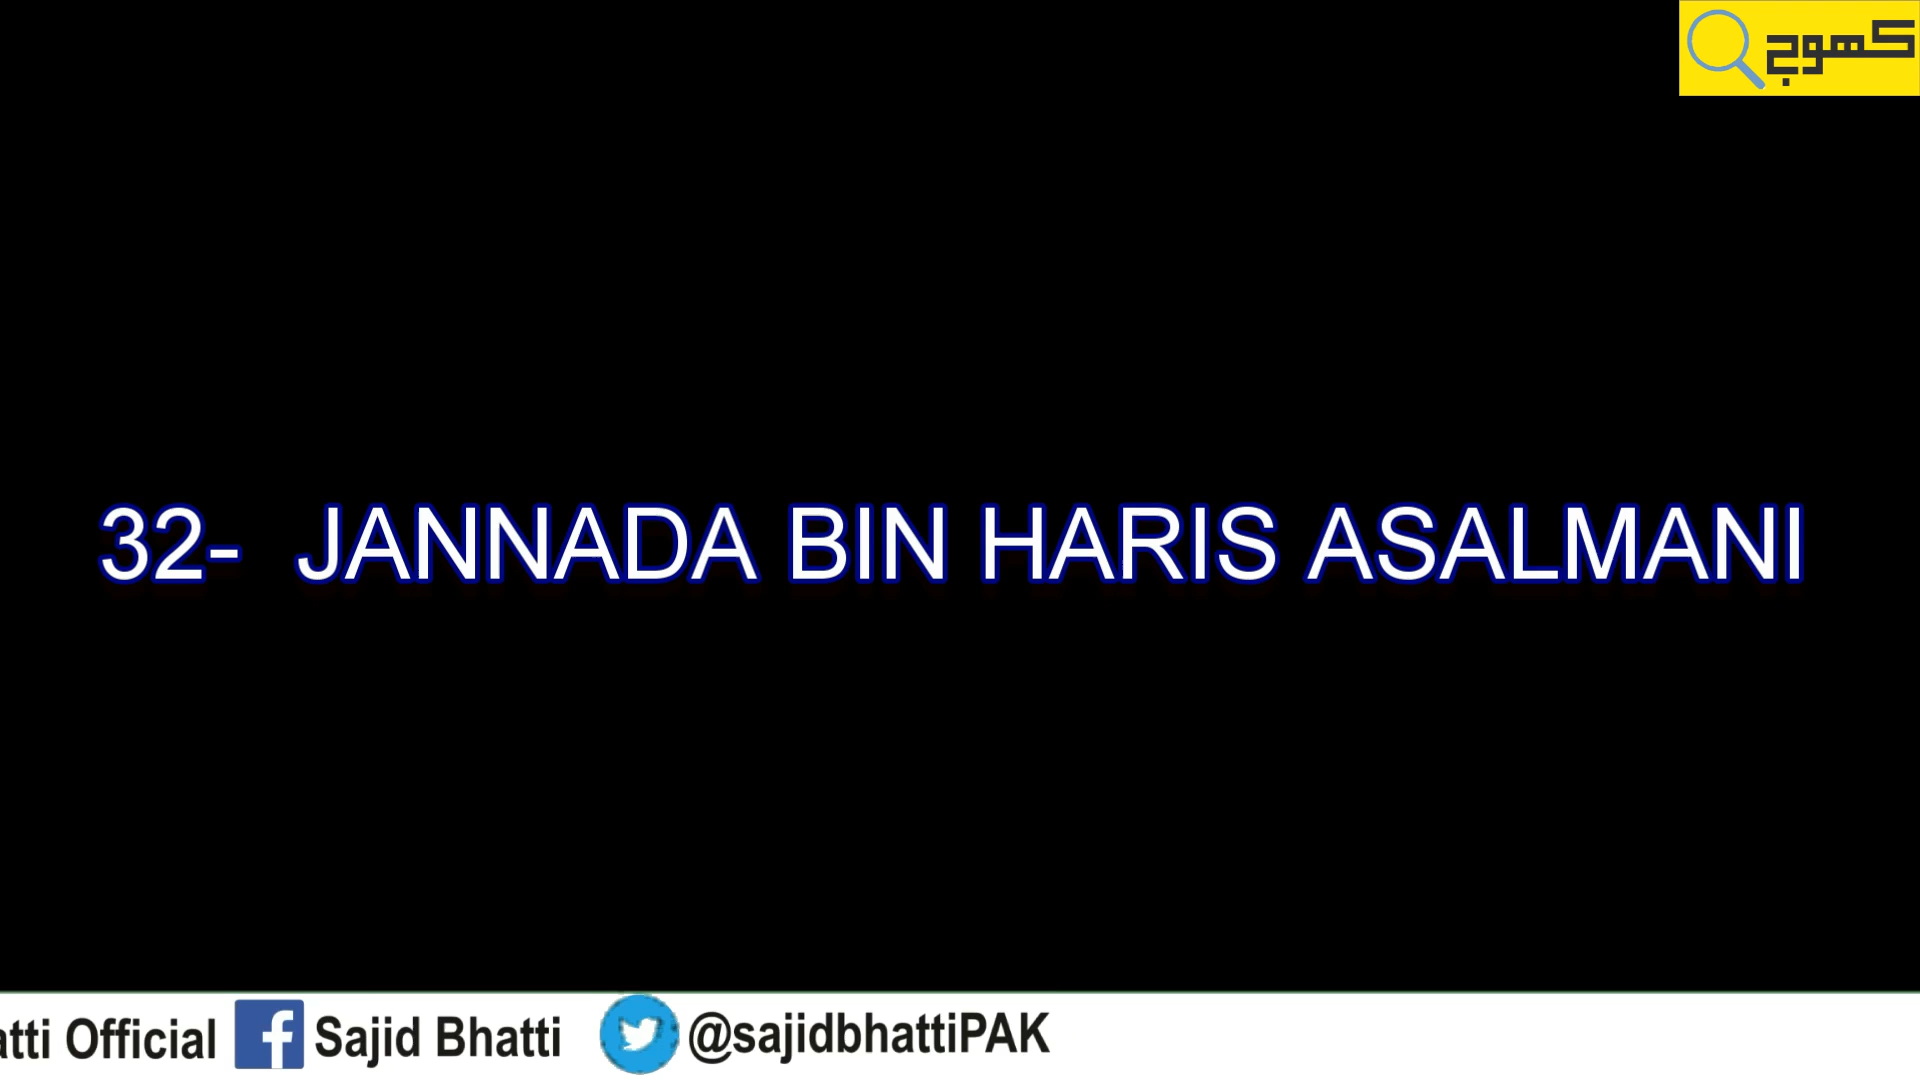 کھوج
32- JANNADA BIN HARIS ASALMANI
atti Official Sajid Bhatti @sajidbhattiPAK